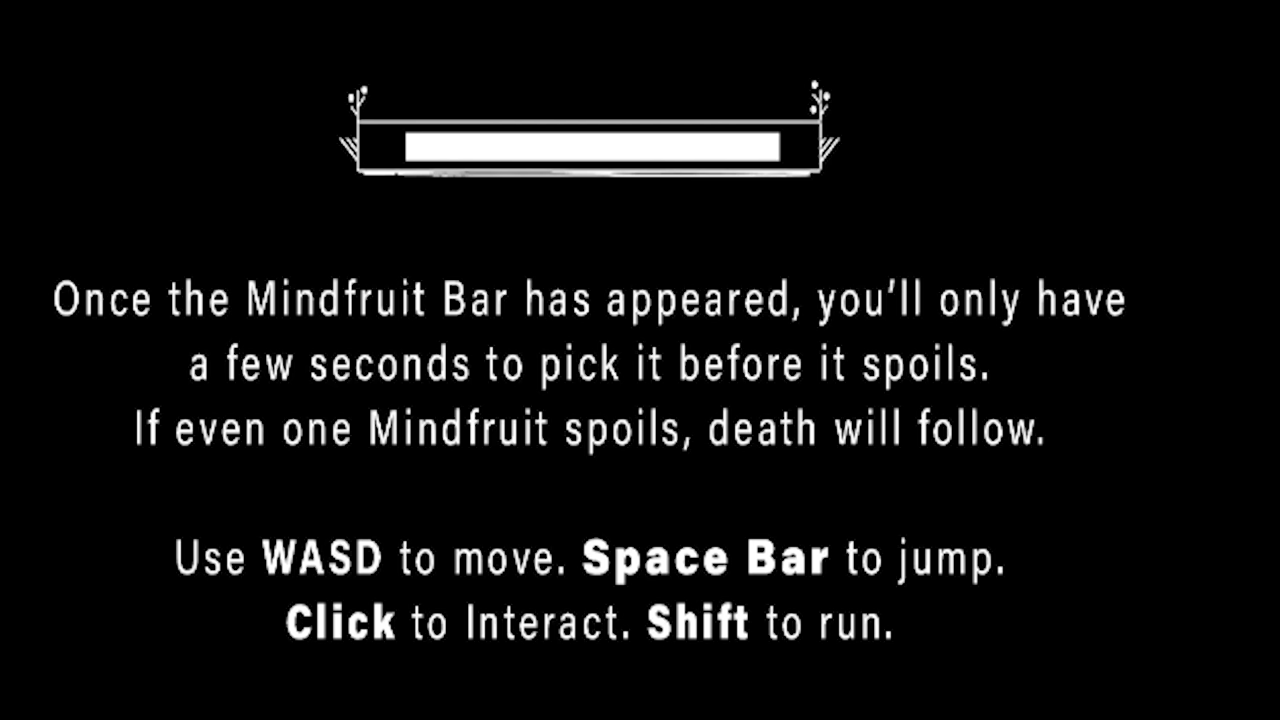 Once the Mindfruit Bar has appeared, you’ll only have
a few seconds to pick it before it spoils.
If even one Mindfruit spoils, death will follow.
Use WASD to move. Space Bar to jump.
Click to Interact. Shift to run.